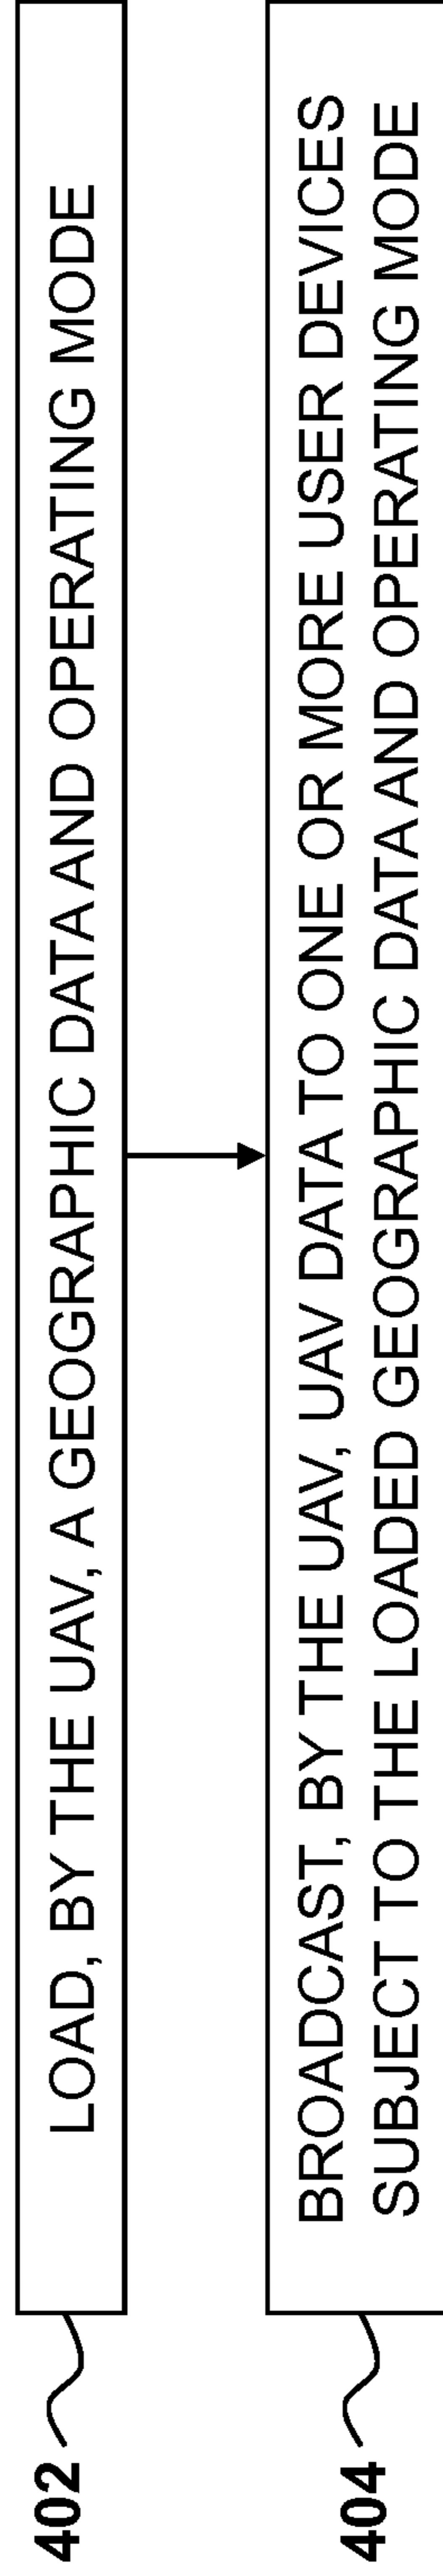 402
LOAD, BY THE UAV, A GEOGRAPHIC DATA AND OPERATING MODE
404
BROADCAST, BY THE UAV, UAV DATA TO ONE OR MORE USER DEVICES
SUBJECT TO THE LOADED GEOGRAPHIC DATA AND OPERATING MODE